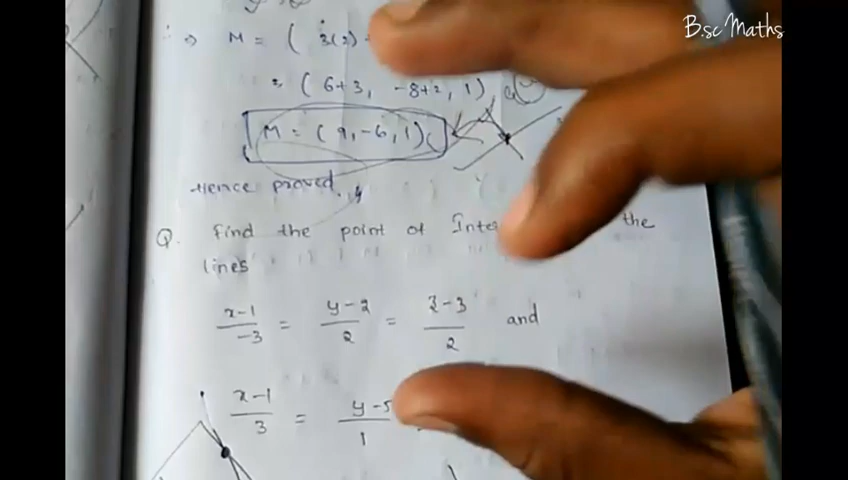 B.sc Maths
∴ ⇒ M = ( 3(2) +
= ( 6+3, -8+2, 1)
M = ( 9, -6, 1)
Hence proved.
Q. Find the point of the
lines
x-1/-3 = y-2/2 = z-3/2 and
x-1/3 = y-5/1